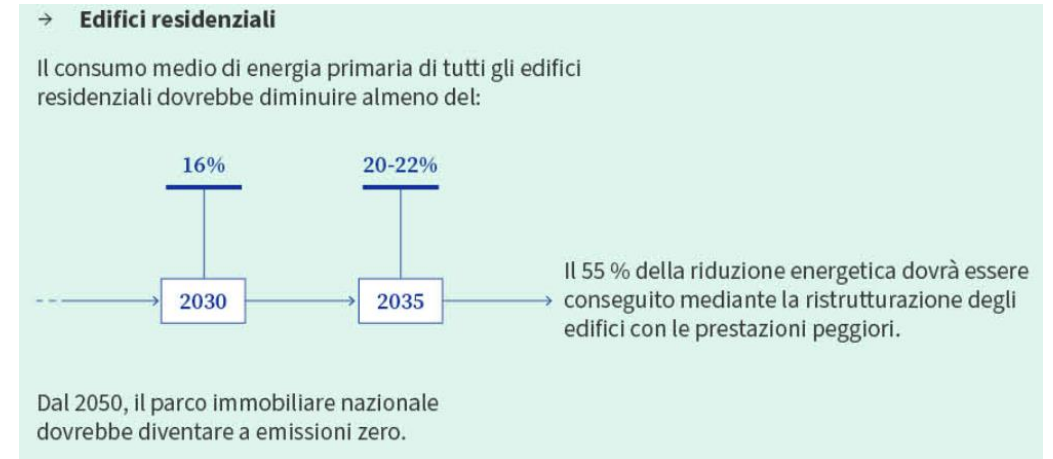 → Edifici residenziali
Il consumo medio di energia primaria di tutti gli edifici
residenziali dovrebbe diminuire almeno del:
16%
20-22%
2030
2035
Il 55 % della riduzione energetica dovrà essere
conseguito mediante la ristrutturazione degli
edifici con le prestazioni peggiori.
Dal 2050, il parco immobiliare nazionale
dovrebbe diventare a emissioni zero.